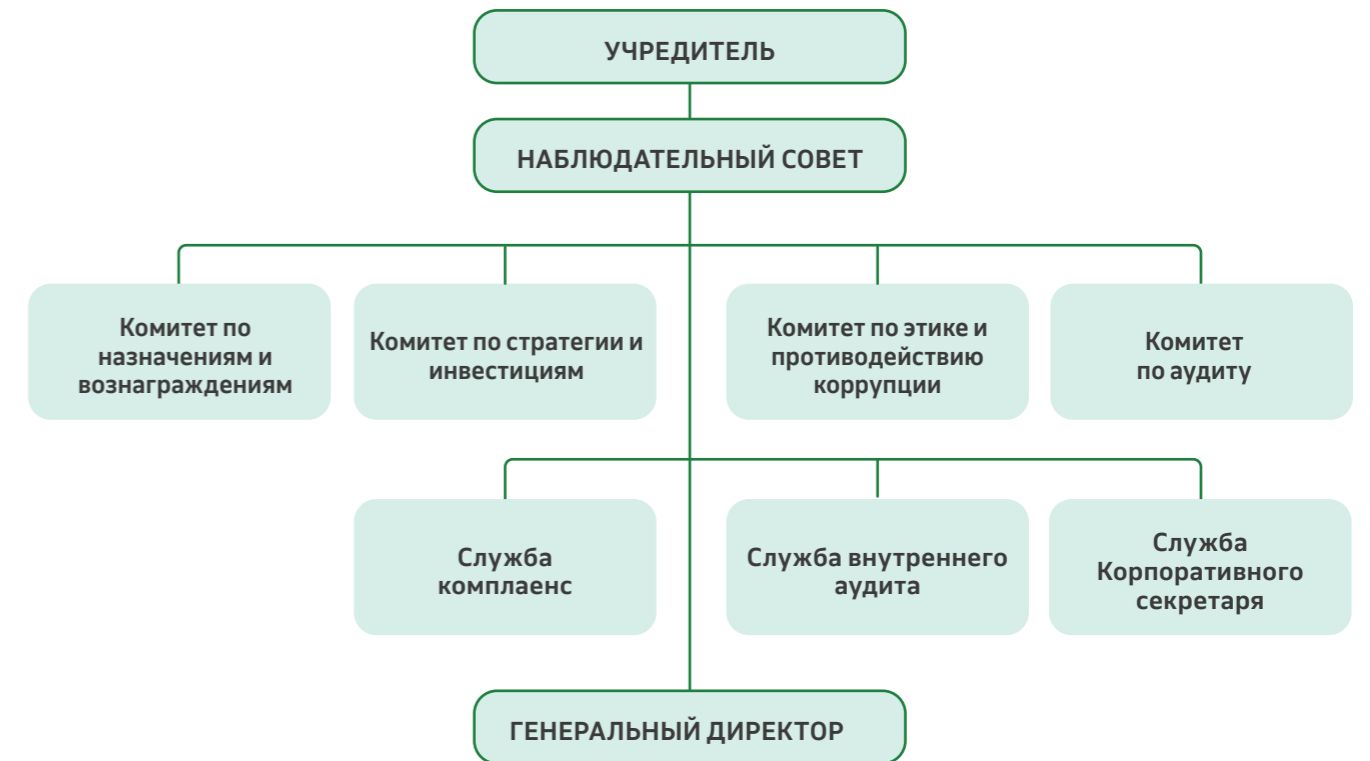 УЧРЕДИТЕЛЬ
НАБЛЮДАТЕЛЬНЫЙ СОВЕТ
Комитет по
назначениям и
вознаграждениям
Комитет по стратегии и
инвестициям
Комитет по этике и
противодействию
коррупции
Комитет
по аудиту
Служба
комплаенс
Служба внутреннего
аудита
Служба
Корпоративного
секретаря
ГЕНЕРАЛЬНЫЙ ДИРЕКТОР